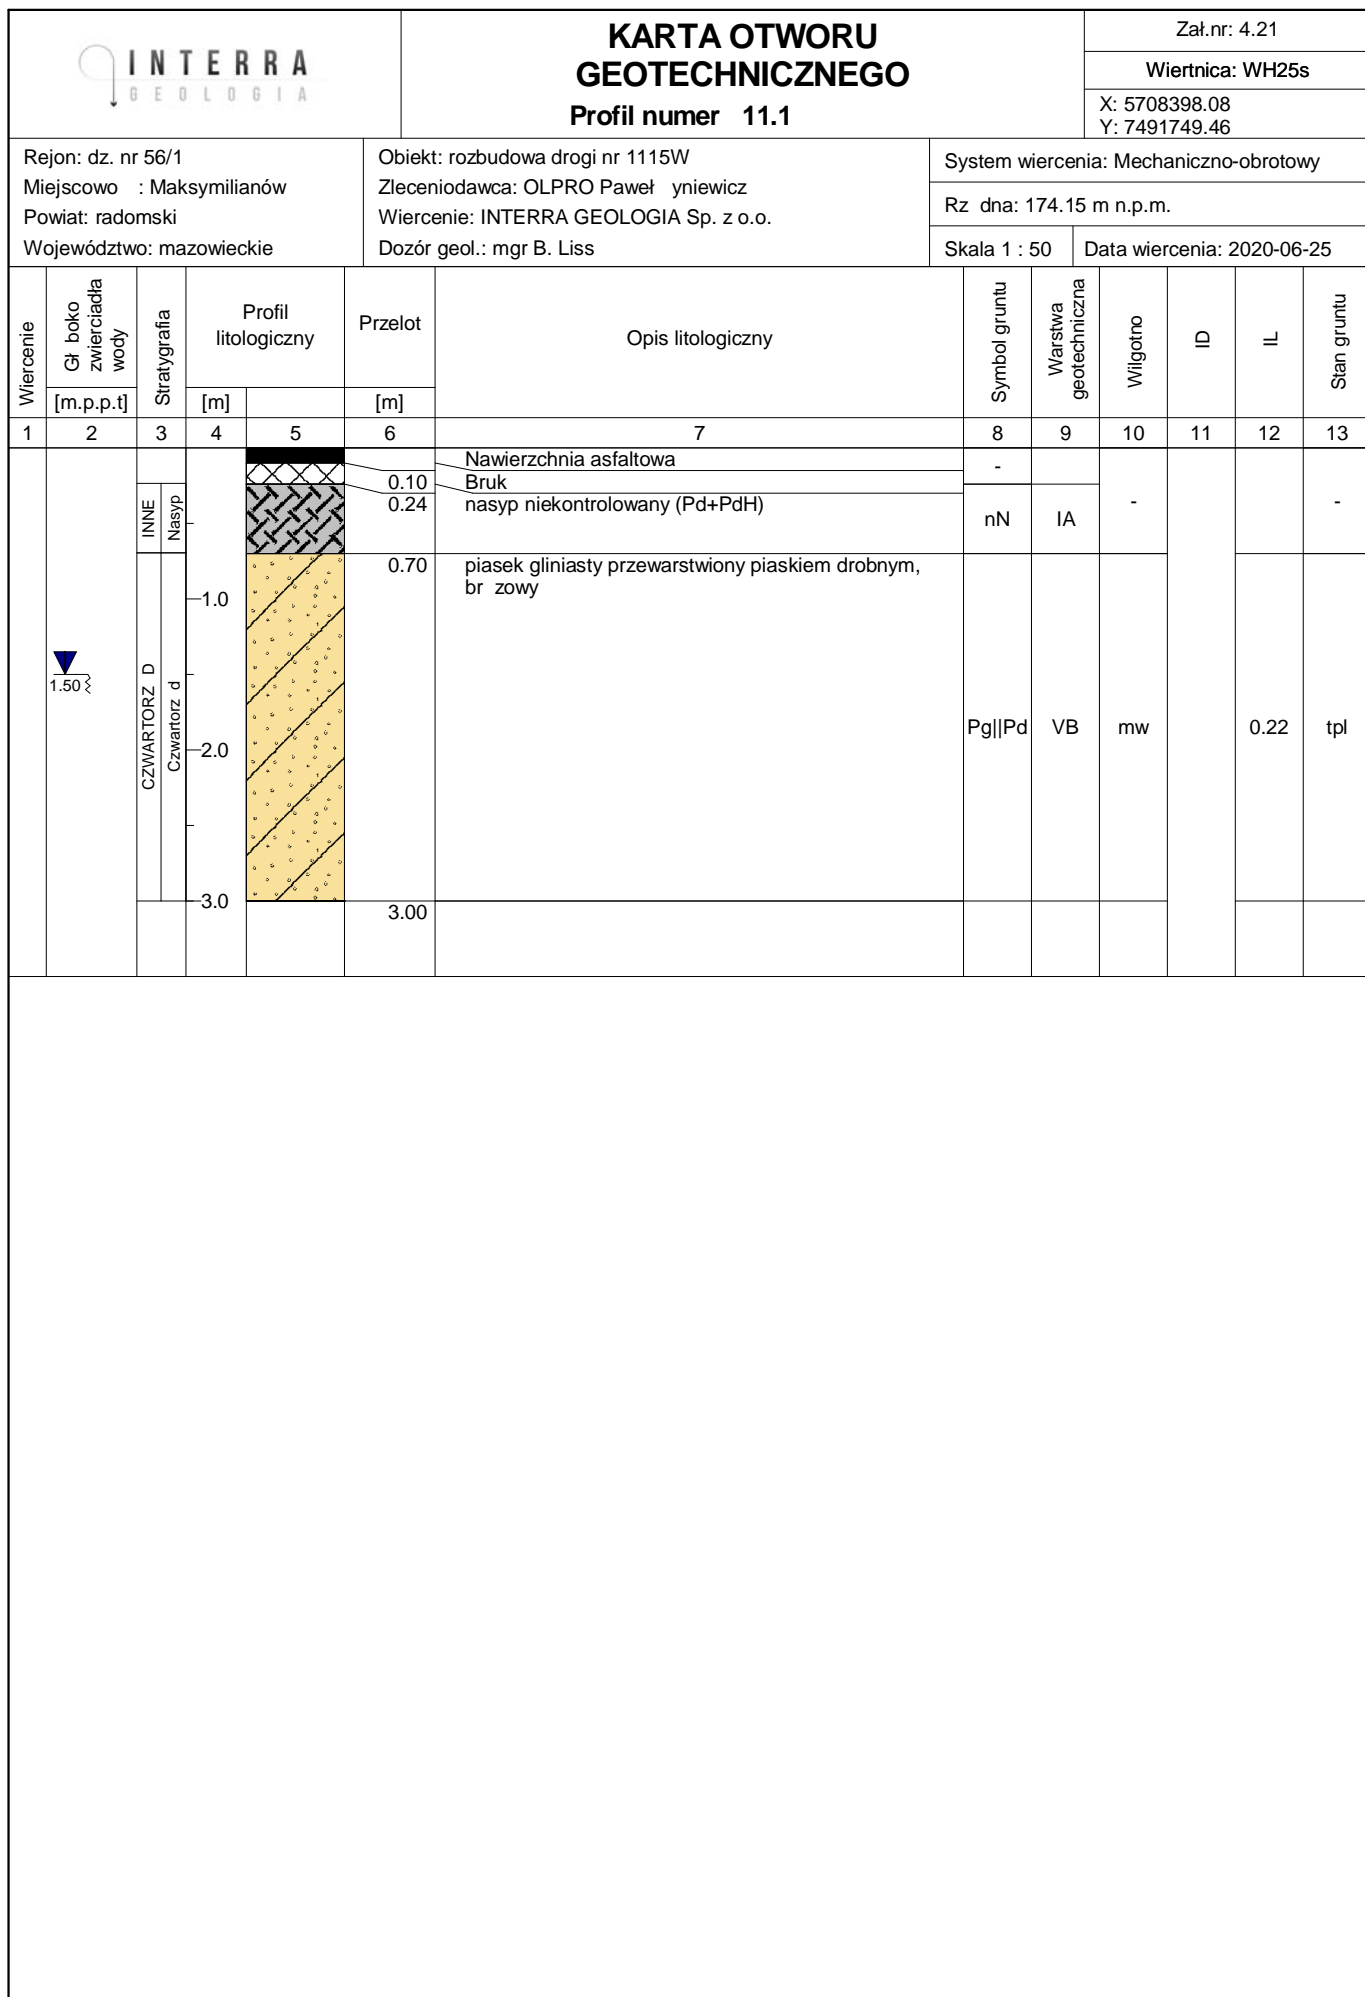 INTERRA
GEOLOGIA
KARTA OTWORU
GEOTECHNICZNEGO
Profil numer 11.1
Zał.nr: 4.21
Wiertnica: WH25s
X: 5708398.08
Y: 7491749.46
Rejon: dz. nr 56/1
Miejscowo : Maksymilianów
Powiat: radomski
Województwo: mazowieckie
Obiekt: rozbudowa drogi nr 1115W
Zleceniodawca: OLPRO Paweł yniewicz
Wiercenie: INTERRA GEOLOGIA Sp. z o.o.
Dozór geol.: mgr B. Liss
System wiercenia: Mechaniczno-obrotowy
Rz dna: 174.15 m n.p.m.
Skala 1 : 50
Data wiercenia: 2020-06-25
Wiercenie
Gł boko
zwierciadła
wody
[m.p.p.t]
Stratygrafia
Profil
litologiczny
[m]
Przelot
[m]
Opis litologiczny
Symbol gruntu
Warstwa
geotechniczna
Wilgotno
ID
IL
Stan gruntu
1 2 3 4 5 6 7 8 9 10 11 12 13
Nawierzchnia asfaltowa
-
0.10 Bruk
0.24 nasyp niekontrolowany (Pd+PdH)
INNE
Nasyp
nN IA - -
0.70 piasek gliniasty przewarstwiony piaskiem drobnym,
br zowy
1.0
1.50
CZWARTORZ D
Czwartorz d
2.0
Pg||Pd VB mw 0.22 tpl
3.0
3.00